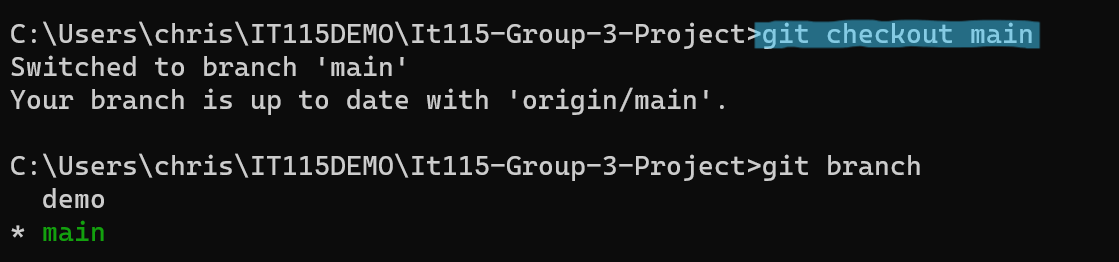 C:\Users\chris\IT115DEMO\It115-Group-3-Project>git checkout main
Switched to branch 'main'
Your branch is up to date with 'origin/main'.
C:\Users\chris\IT115DEMO\It115-Group-3-Project>git branch
  demo
* main